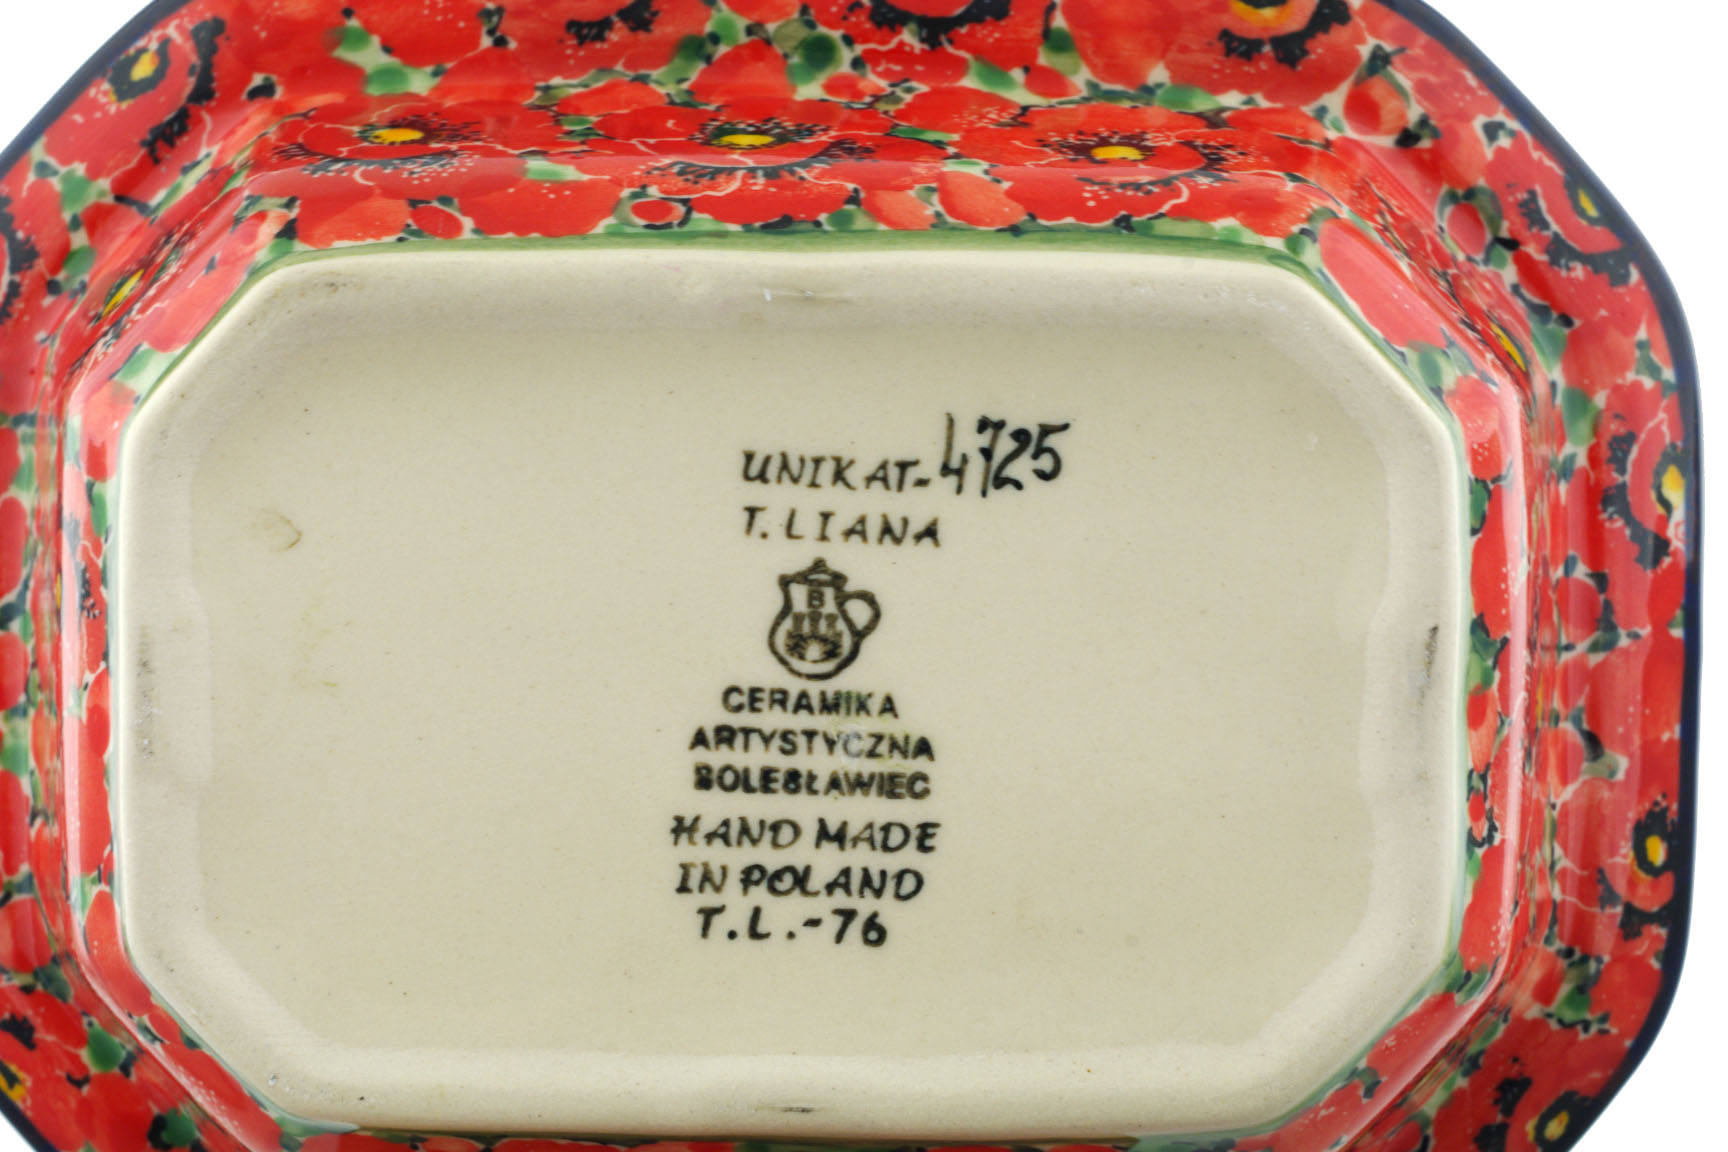 UNIKAT-4725
T. LIANA
B
CERAMIKA
ARTYSTYCZNA
BOLESŁAWIEC
HAND MADE
IN POLAND
T.L.-76